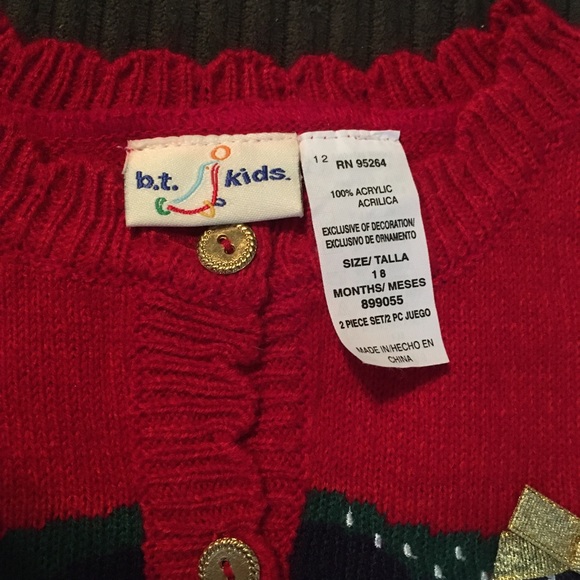 b.t. kids.
12 RN 95264
100% ACRYLIC
ACRILICA
EXCLUSIVE OF DECORATION/
EXCLUSIVO DE ORNAMENTO
SIZE/ TALLA
18
MONTHS/ MESES
899055
2 PIECE SET/2 PC JUEGO
MADE IN/HECHO EN
CHINA